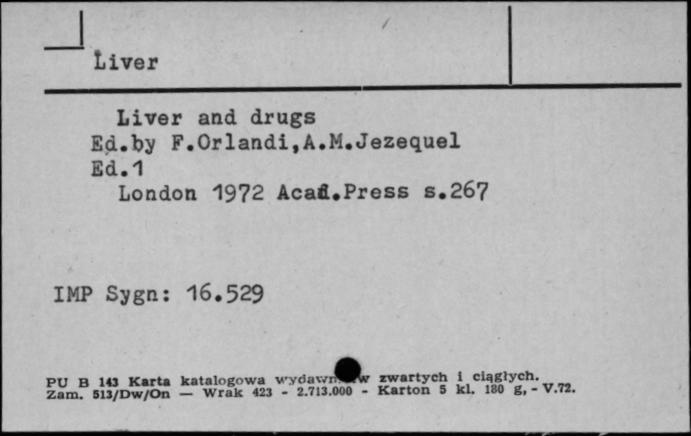 Liver
Liver and drugs
Ed.by F.Orlandi,A.M.Jezequel
Ed.1
London 1972 Acad.Press s.267
IMP Sygn: 16.529
PU B 143 Karta katalogowa zwartych i ciągłych.
Zam. 513/Dw/On — Wrak 423 - 2.713.000 - Karton 5 kl. 180 g, - V.72.